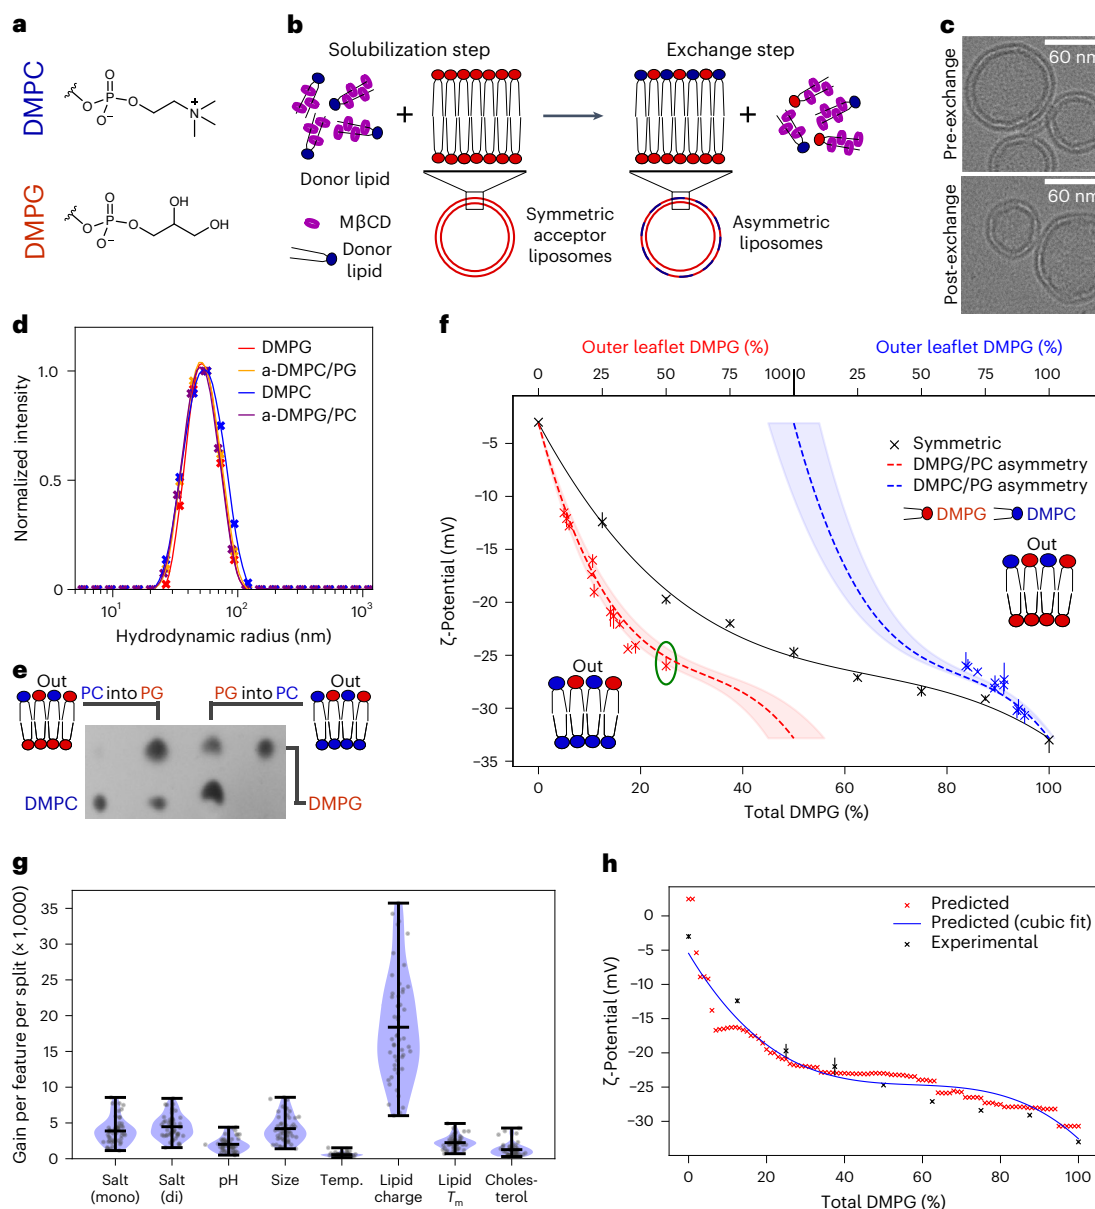 a
DMPC
O
O
P
O
O−
N
+
DMPG
O
O
P
O
O−
OH
OH
b
Solubilization step
Exchange step
+
+
Donor lipid
MβCD
Donor
lipid
Symmetric
acceptor
liposomes
Asymmetric
liposomes
c
Pre-exchange
60 nm
Post-exchange
60 nm
d
Normalized intensity
1.0
0.5
0
DMPG
a-DMPC/PG
DMPC
a-DMPG/PC
10¹
10²
10³
Hydrodynamic radius (nm)
e
Out
PC into PG
PG into PC
Out
DMPC
DMPG
f
Outer leaflet DMPG (%)
Outer leaflet DMPG (%)
0 25 50 75 100 25 50 75 100
ζ-Potential (mV)
−5
−10
−15
−20
−25
−30
−35
Symmetric
DMPG/PC asymmetry
DMPC/PG asymmetry
DMPG DMPC
Out
Out
0 20 40 60 80 100
Total DMPG (%)
g
Gain per feature per split (× 1,000)
35
30
25
20
15
10
5
0
Salt
(mono)
Salt
(di)
pH
Size
Temp.
Lipid
charge
Lipid
Tm
Choles-
terol
h
ζ-Potential (mV)
0
−5
−10
−15
−20
−25
−30
Predicted
Predicted (cubic fit)
Experimental
0 20 40 60 80 100
Total DMPG (%)